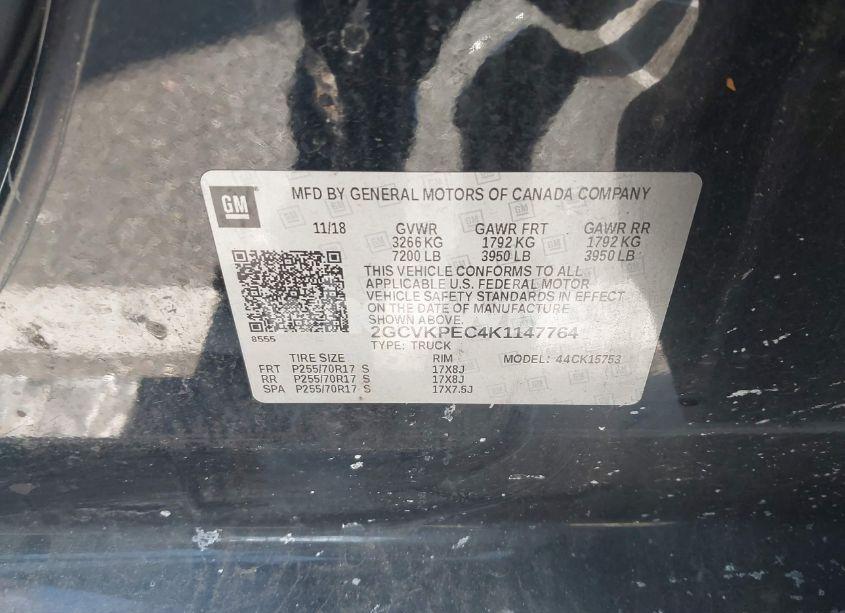 GM
MFD BY GENERAL MOTORS OF CANADA COMPANY
11/18 GVWR GAWR FRT GAWR RR
3266 KG 1792 KG 1792 KG
7200 LB 3950 LB 3950 LB
THIS VEHICLE CONFORMS TO ALL
APPLICABLE U.S. FEDERAL MOTOR
VEHICLE SAFETY STANDARDS IN EFFECT
ON THE DATE OF MANUFACTURE
SHOWN ABOVE.
8555
2GCVKPEC4K1147764
TYPE: TRUCK
TIRE SIZE RIM MODEL: 44CK15753
FRT P255/70R17 S 17X8J
RR P255/70R17 S 17X8J
SPA P255/70R17 S 17X7.5J